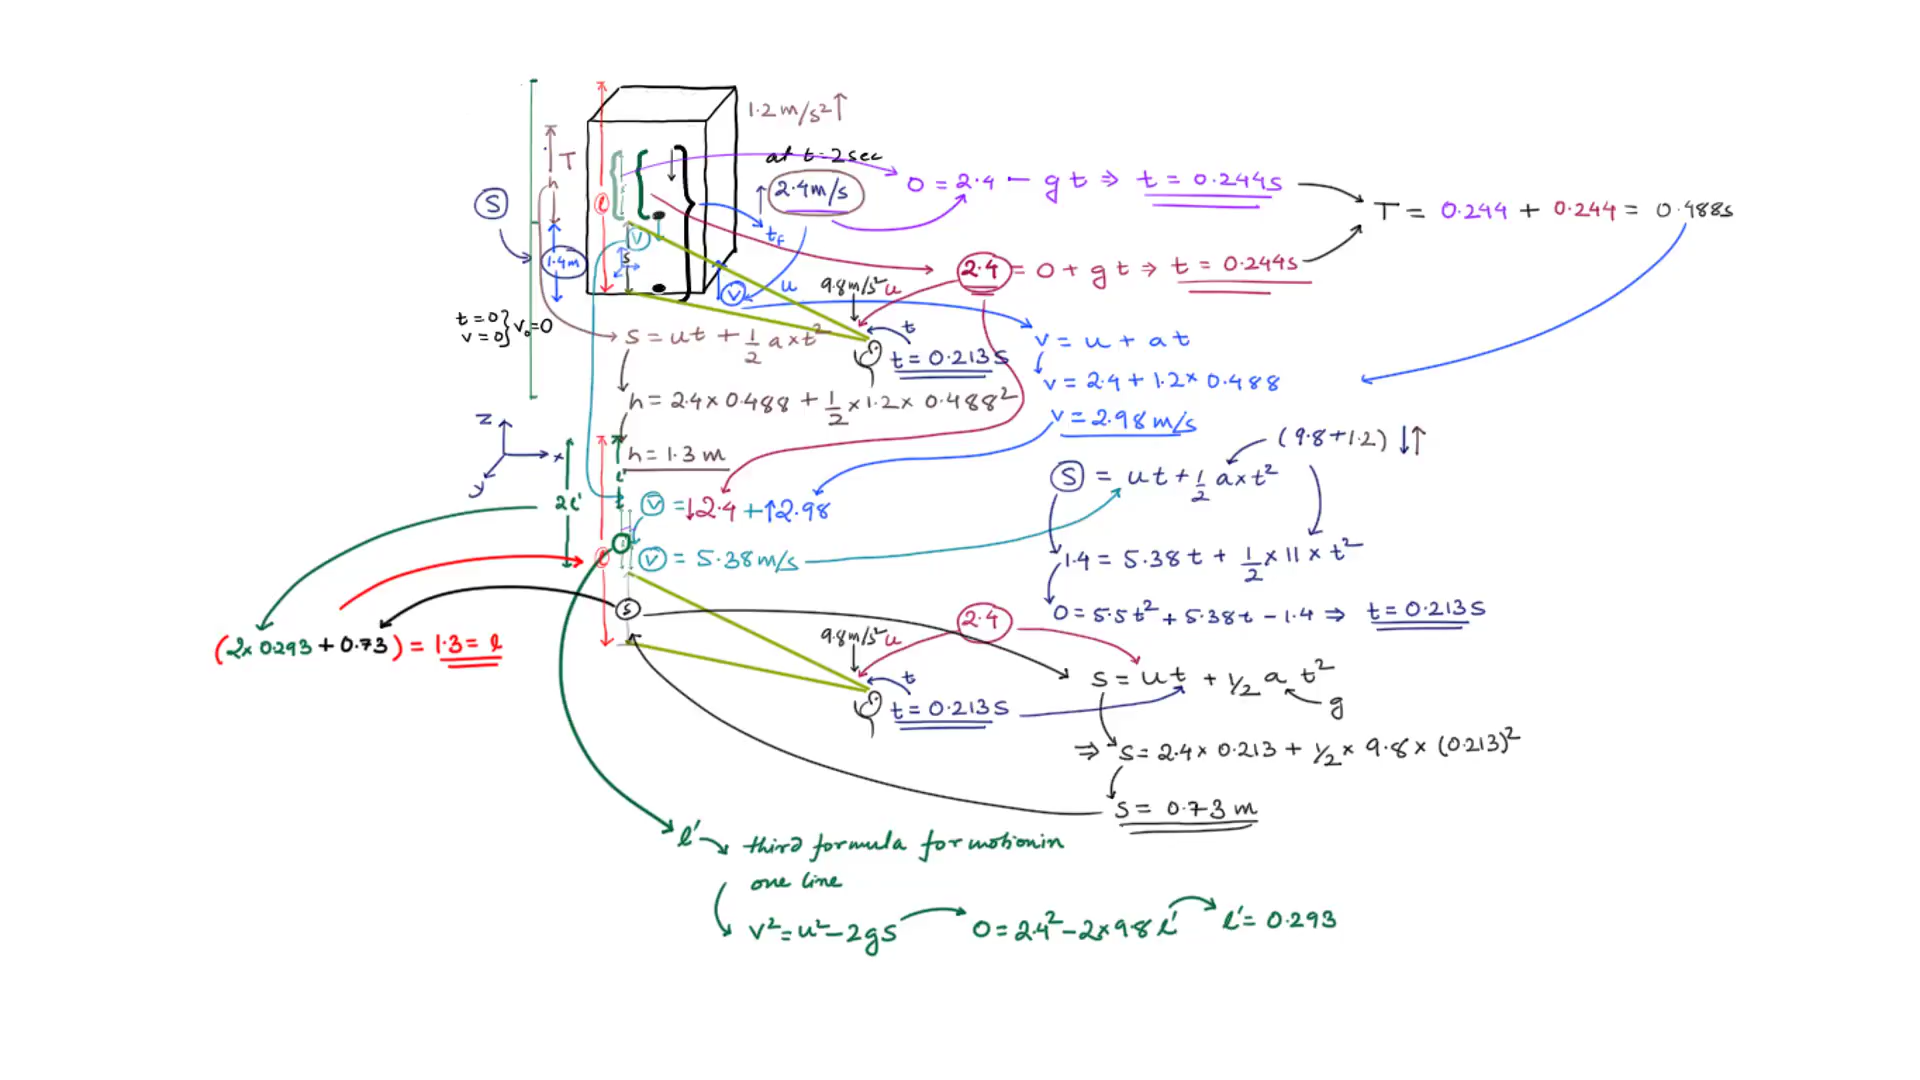 1.2 m/s² ↑
at t=2sec
T
h
l
S
2.4 m/s
0 = 2.4 - gt ⇒ t = 0.244s
T = 0.244 + 0.244 = 0.488s
t_F
v
s
1.4m
u
v
9.8 m/s² u
2.4 = 0 + gt ⇒ t = 0.244s
t=0
v=0 } v₀=0
s = ut + 1/2 a×t²
t
t = 0.213s
v = u + at
v = 2.4 + 1.2 × 0.488
h = 2.4 × 0.488 + 1/2 × 1.2 × 0.488²
v = 2.98 m/s
(9.8+1.2) ↓↑
z
x
y
h = 1.3 m
S = ut + 1/2 a×t²
2l'
l'
v = ↓2.4 + ↑2.98
l
v = 5.38 m/s
1.4 = 5.38 t + 1/2 × 11 × t²
s
2.4
0 = 5.5t² + 5.38t - 1.4 ⇒ t = 0.213s
(2×0.293 + 0.73) = 1.3 = l
9.8 m/s² u
t
t = 0.213s
s = ut + 1/2 a t²
g
⇒ s = 2.4 × 0.213 + 1/2 × 9.8 × (0.213)²
s = 0.73 m
l'
third formula for motion in
one line
v² = u² - 2gs
0 = 2.4² - 2×9.8 l'
l' = 0.293